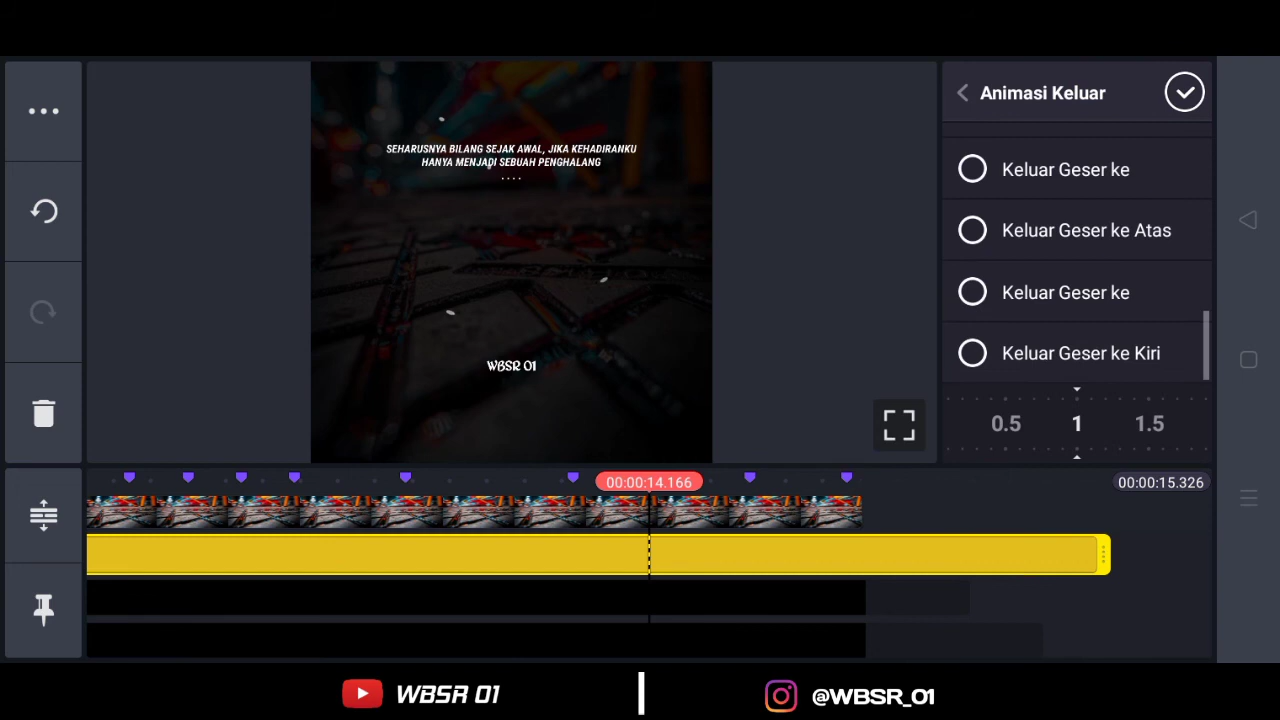 Animasi Keluar
SEHARUSNYA BILANG SEJAK AWAL, JIKA KEHADIRANKU
HANYA MENJADI SEBUAH PENGHALANG
. . . .
WBSR 01
Keluar Geser ke
Keluar Geser ke Atas
Keluar Geser ke
Keluar Geser ke Kiri
0.5 1 1.5
00:00:14.166
00:00:15.326
WBSR 01
@WBSR_01